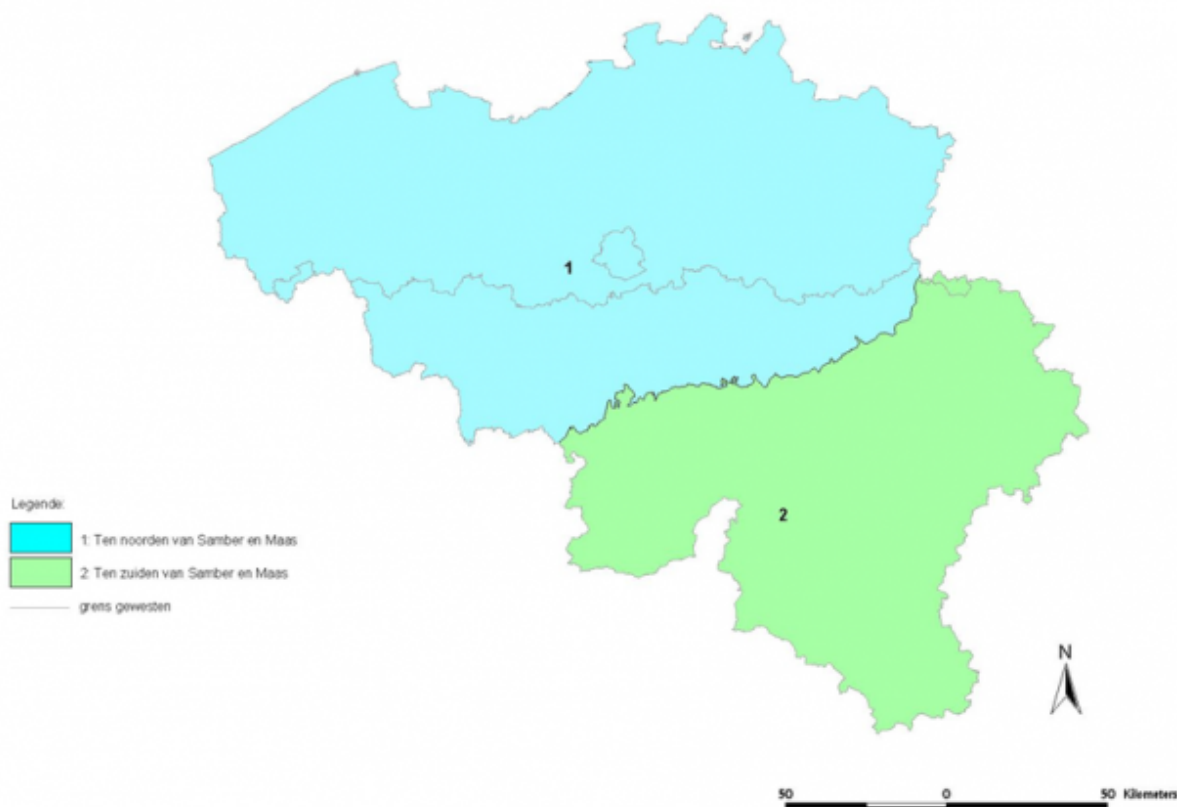 1
2
Legende:
1: Ten noorden van Samber en Maas
2: Ten zuiden van Samber en Maas
grens gewesten
N
50 0 50 Kilometers